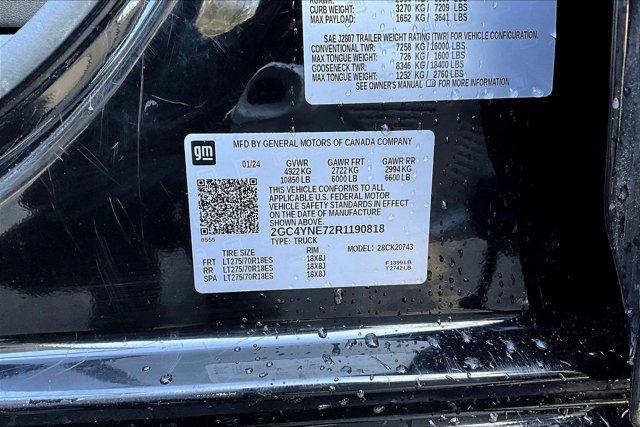 CURB WEIGHT: 3270 KG / 7209 LBS
MAX PAYLOAD: 1652 KG / 3641 LBS
SAE J2807 TRAILER WEIGHT RATING (TWR) FOR VEHICLE CONFIGURATION.
CONVENTIONAL TWR: 7258 KG / 16000 LBS
MAX TONGUE WEIGHT: 726 KG / 1600 LBS
GOOSENECK TWR: 8346 KG / 18400 LBS
MAX TONGUE WEIGHT: 1252 KG / 2760 LBS
SEE OWNER'S MANUAL FOR MORE INFORMATION
gm
MFD BY GENERAL MOTORS OF CANADA COMPANY
01/24 GVWR GAWR FRT GAWR RR
4922 KG 2722 KG 2994 KG
10850 LB 6000 LB 6600 LB
THIS VEHICLE CONFORMS TO ALL
APPLICABLE U.S. FEDERAL MOTOR
VEHICLE SAFETY STANDARDS IN EFFECT
ON THE DATE OF MANUFACTURE
SHOWN ABOVE.
2GC4YNE72R1190818
8555 TYPE: TRUCK
TIRE SIZE RIM 28CK20743
FRT LT275/70R18ES 18X8J F 1399 LB
RR LT275/70R18ES 18X8J T 2742 LB
SPA LT275/70R18ES 18X8J